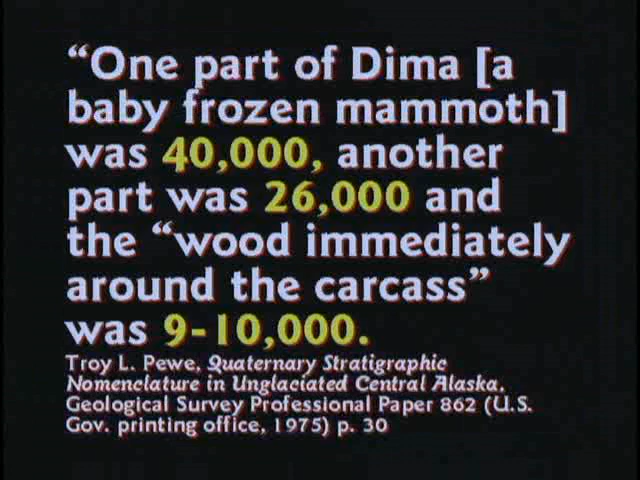 “One part of Dima [a
baby frozen mammoth]
was 40,000, another
part was 26,000 and
the “wood immediately
around the carcass”
was 9-10,000.
Troy L. Pewe, Quaternary Stratigraphic
Nomenclature in Unglaciated Central Alaska,
Geological Survey Professional Paper 862 (U.S.
Gov. printing office, 1975) p. 30